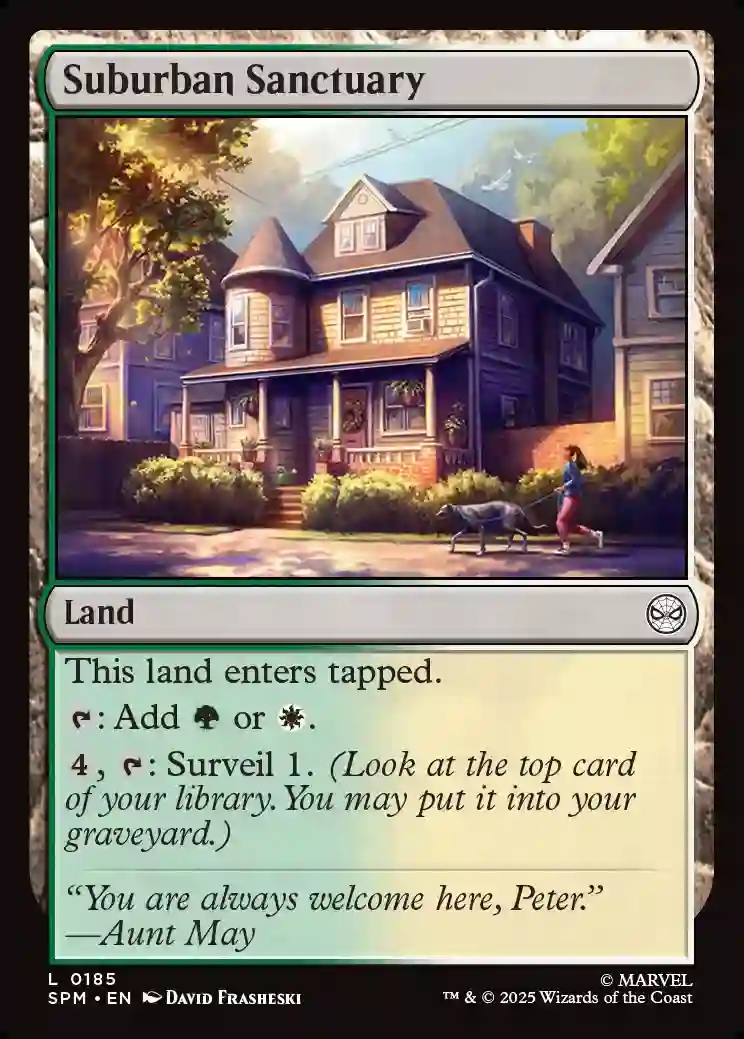 Suburban Sanctuary
Land
This land enters tapped.
: Add or .
4, : Surveil 1. (Look at the top card
of your library. You may put it into your
graveyard.)
“You are always welcome here, Peter.”
—Aunt May
L 0185
SPM • EN David Frasheski
© MARVEL
™ & © 2025 Wizards of the Coast